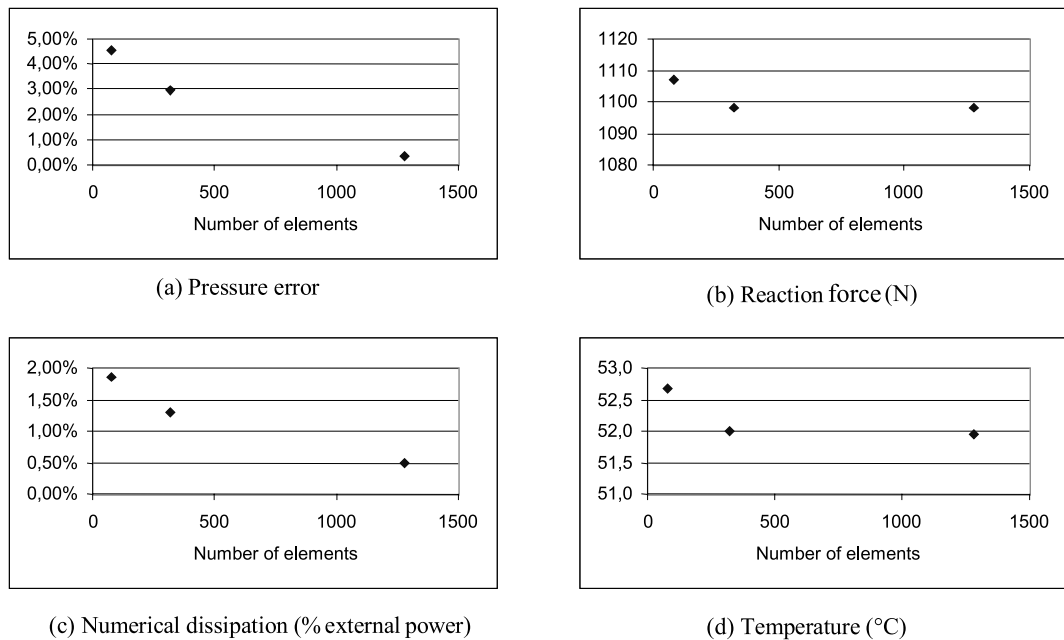 5,00%
4,00%
3,00%
2,00%
1,00%
0,00%
0 500 1000 1500
Number of elements
(a) Pressure error
1120
1110
1100
1090
1080
0 500 1000 1500
Number of elements
(b) Reaction force (N)
2,00%
1,50%
1,00%
0,50%
0,00%
0 500 1000 1500
Number of elements
(c) Numerical dissipation (% external power)
53,0
52,5
52,0
51,5
51,0
0 500 1000 1500
Number of elements
(d) Temperature (°C)